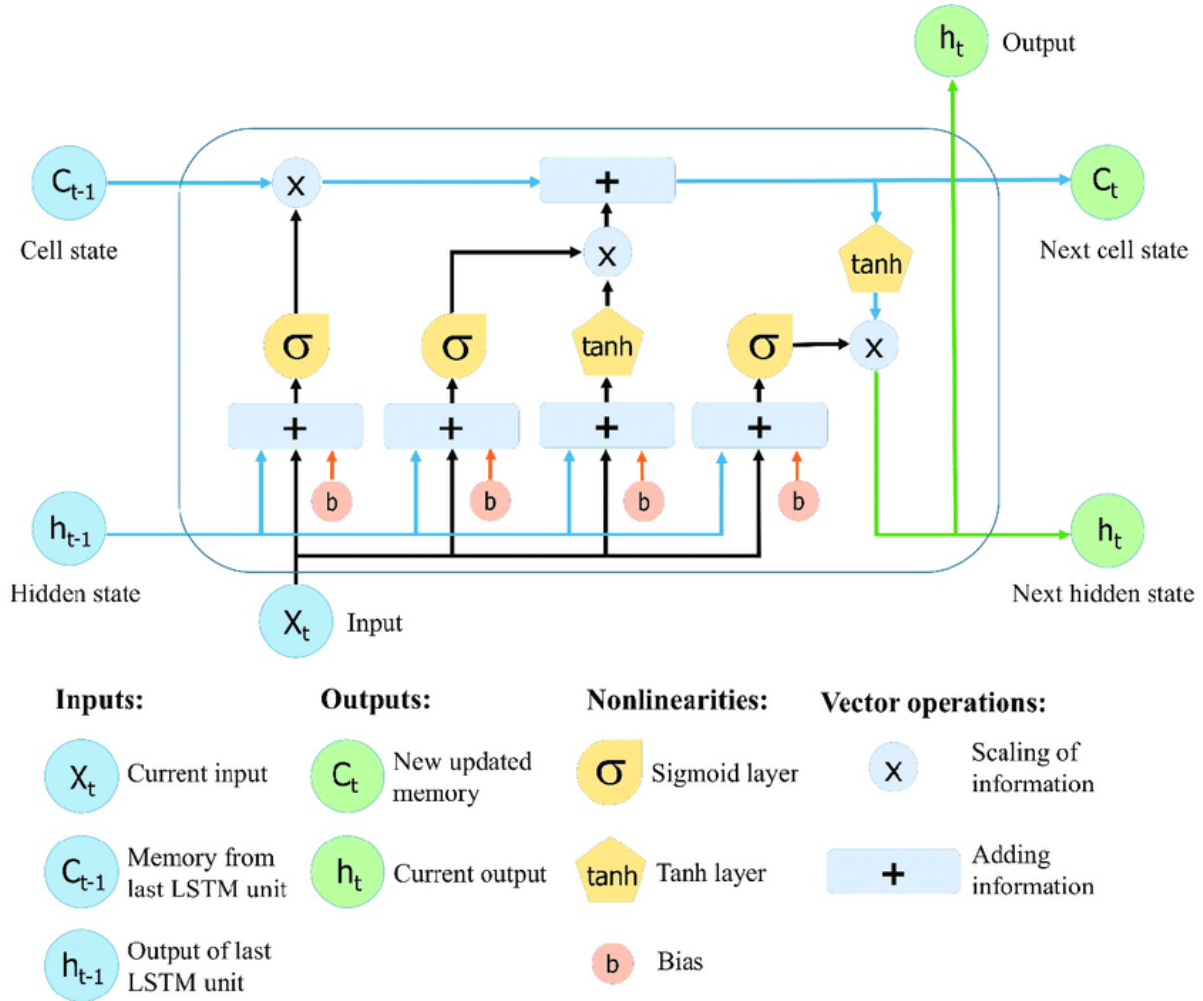 hₜ Output
Cₜ₋₁ x + Cₜ
Cell state Next cell state
x tanh
σ σ tanh σ x
+ + + +
b b b b
hₜ₋₁ hₜ
Hidden state Next hidden state
Xₜ Input
Inputs: Outputs: Nonlinearities: Vector operations:
Xₜ Current input
Cₜ₋₁ Memory from
last LSTM unit
hₜ₋₁ Output of last
LSTM unit
Cₜ New updated
memory
hₜ Current output
σ Sigmoid layer
tanh Tanh layer
b Bias
x Scaling of
information
+ Adding
information